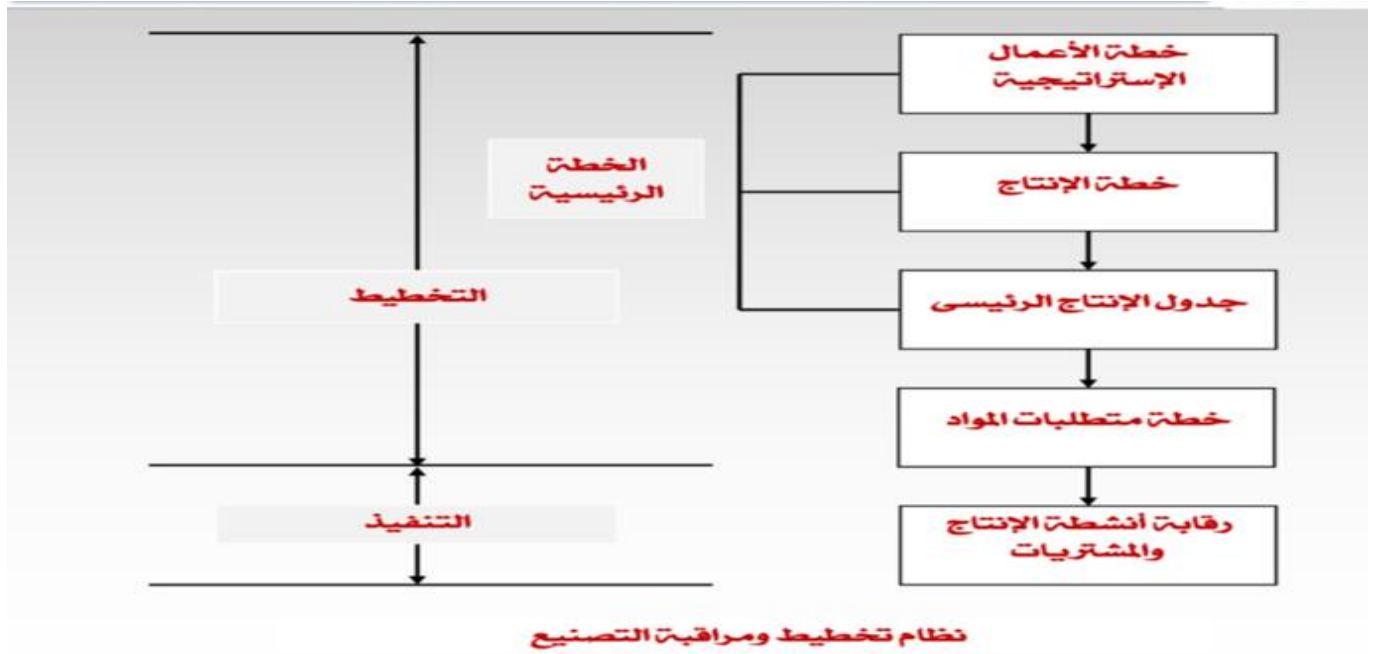 خطة الأعمال
الإستراتيجية
خطة الإنتاج
جدول الإنتاج الرئيسى
خطة متطلبات المواد
رقابة أنشطة الإنتاج
والمشتريات
الخطة
الرئيسية
التخطيط
التنفيذ
نظام تخطيط ومراقبة التصنيع